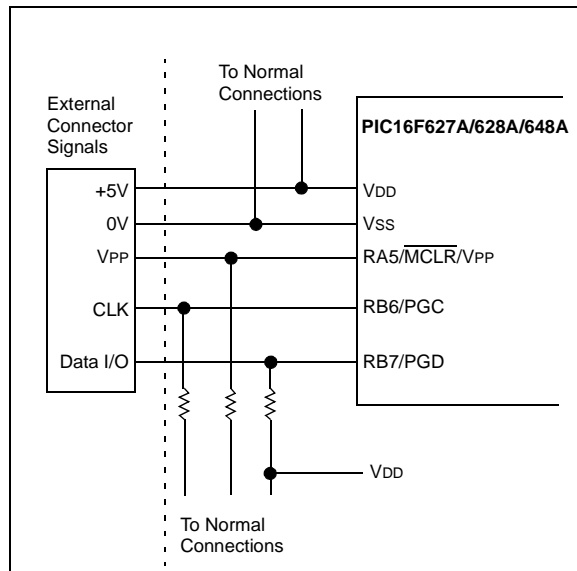 To Normal
Connections
External
Connector
Signals
PIC16F627A/628A/648A
+5V
VDD
0V
VSS
VPP
RA5/MCLR/VPP
CLK
RB6/PGC
Data I/O
RB7/PGD
VDD
To Normal
Connections